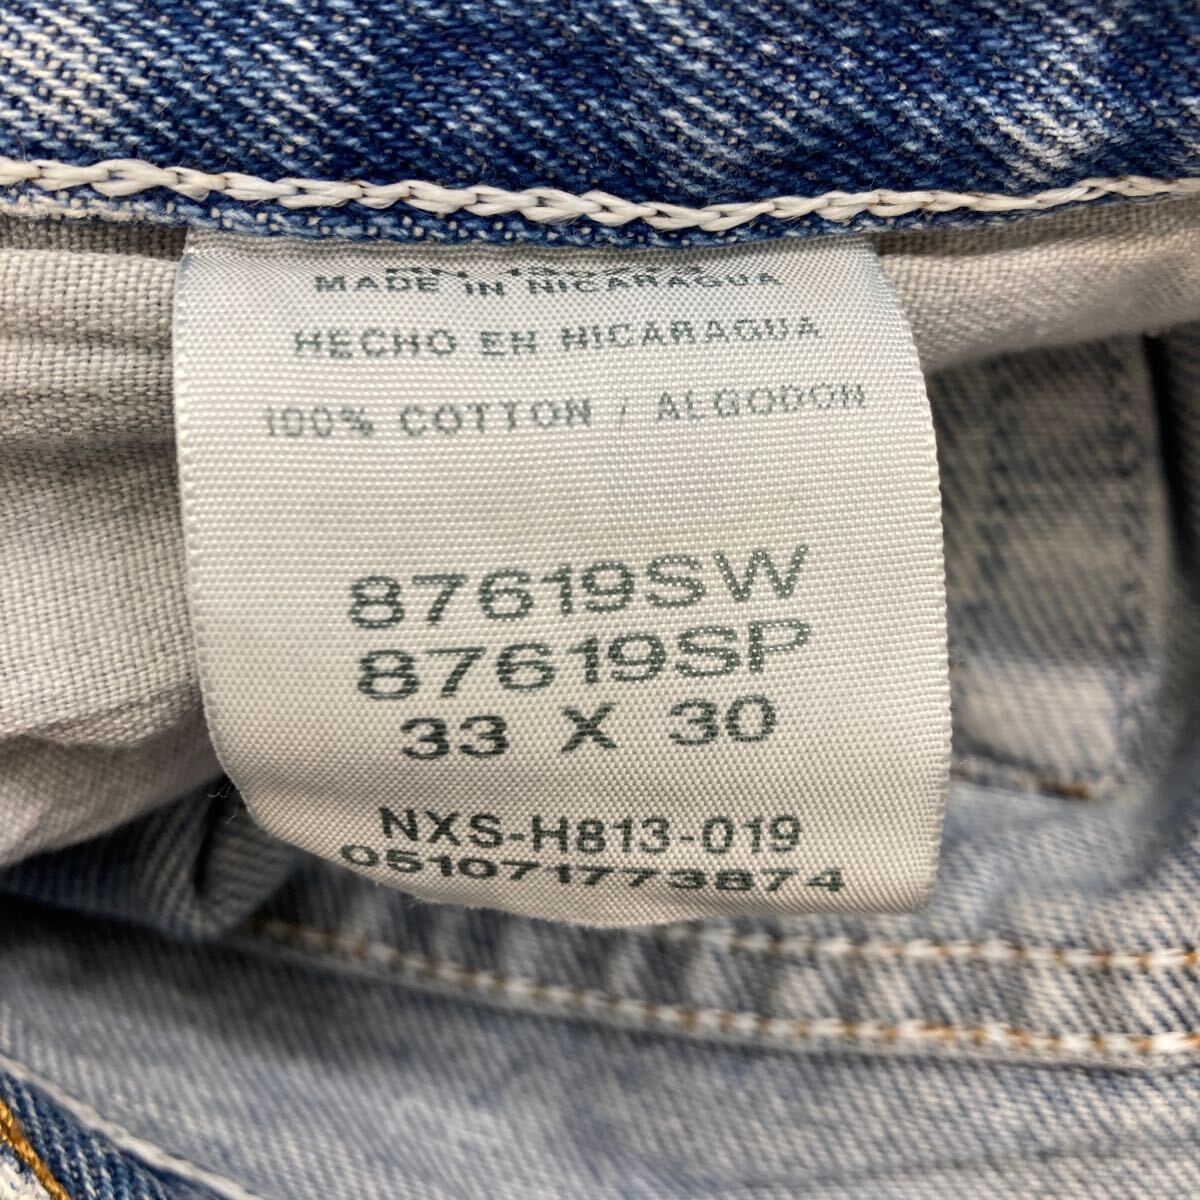 MADE IN NICARAGUA
HECHO EN NICARAGUA
100% COTTON / ALGODON
87619SW
87619SP
33 X 30
NXS-H813-019
051071773874